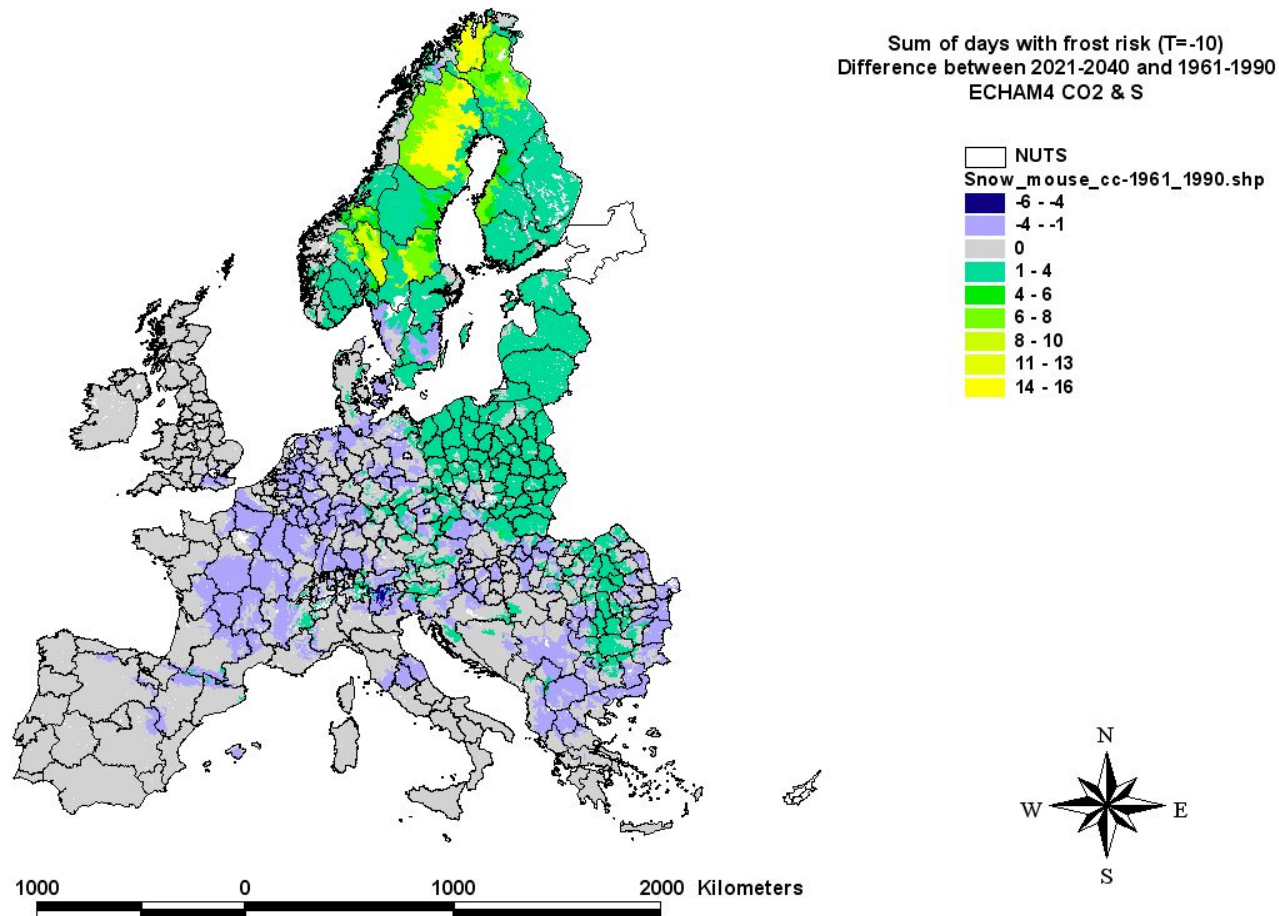 Sum of days with frost risk (T=-10)
Difference between 2021-2040 and 1961-1990
ECHAM4 CO2 & S
NUTS
Snow_mouse_cc-1961_1990.shp
-6 - -4
-4 - -1
0
1 - 4
4 - 6
6 - 8
8 - 10
11 - 13
14 - 16
N
W E
S
1000 0 1000 2000 Kilometers